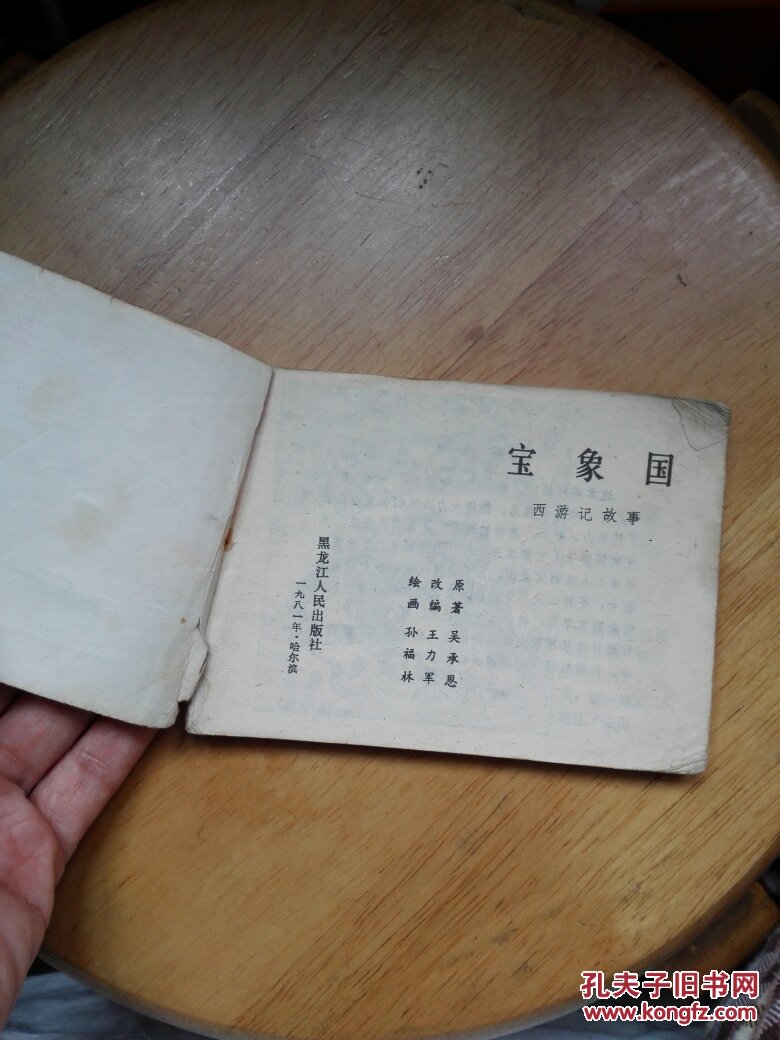 宝象国
西游记故事
原著 吴承恩
改编 王力军
绘画 孙福林
黑龙江人民出版社
一九八一年·哈尔滨
孔夫子旧书网
www.kongfz.com